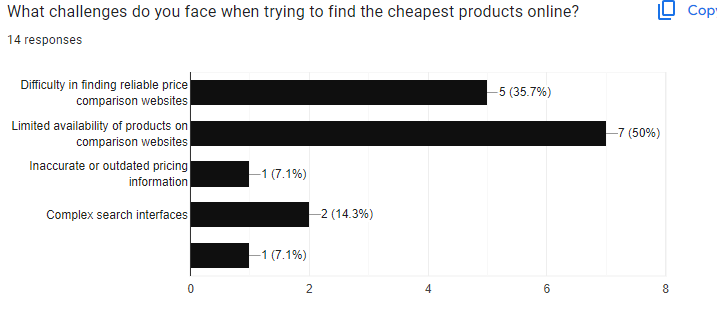 What challenges do you face when trying to find the cheapest products online?
Copy
14 responses
Difficulty in finding reliable price
comparison websites
5 (35.7%)
Limited availability of products on
comparison websites
7 (50%)
Inaccurate or outdated pricing
information
1 (7.1%)
Complex search interfaces
2 (14.3%)
1 (7.1%)
0 2 4 6 8